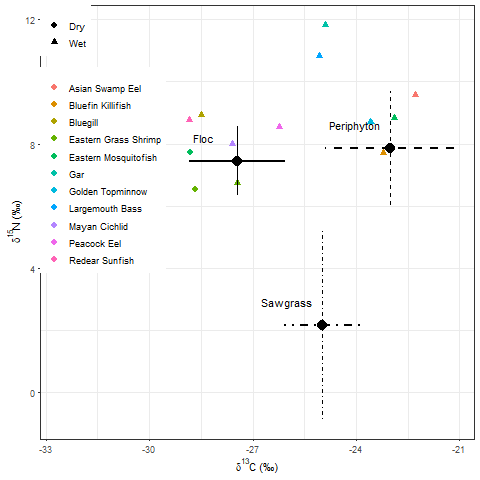 12
8
4
0
δ15N (‰)
Dry
Wet
Asian Swamp Eel
Bluefin Killifish
Bluegill
Eastern Grass Shrimp
Eastern Mosquitofish
Gar
Golden Topminnow
Largemouth Bass
Mayan Cichlid
Peacock Eel
Redear Sunfish
Floc
Periphyton
Sawgrass
-33
-30
-27
-24
-21
δ13C (‰)